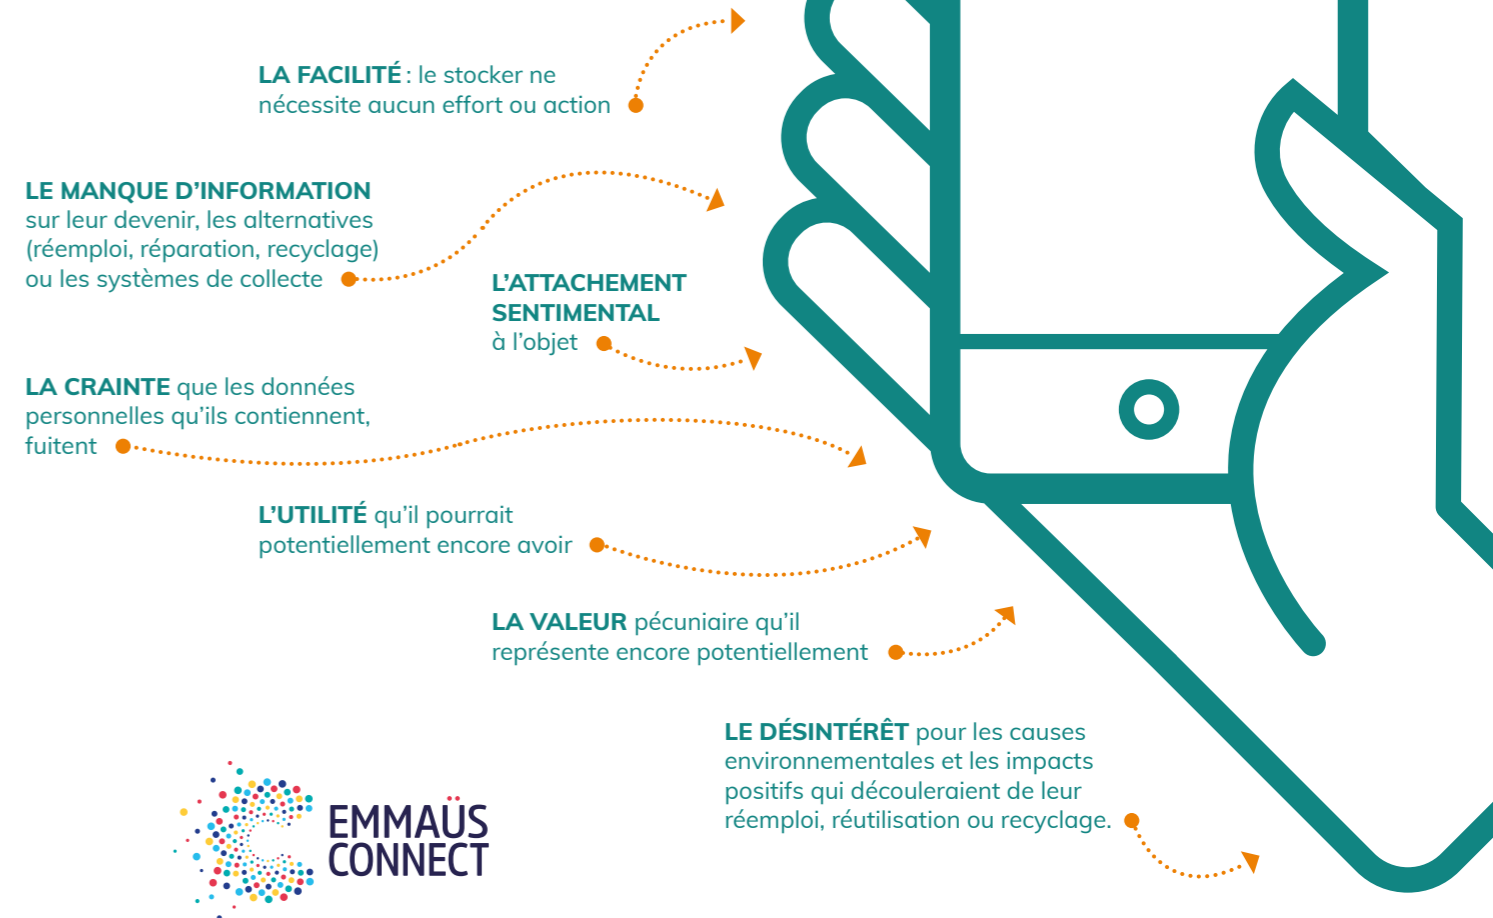 LA FACILITÉ : le stocker ne
nécessite aucun effort ou action
LE MANQUE D’INFORMATION
sur leur devenir, les alternatives
(réemploi, réparation, recyclage)
ou les systèmes de collecte
L’ATTACHEMENT
SENTIMENTAL
à l’objet
LA CRAINTE que les données
personnelles qu’ils contiennent,
fuitent
L’UTILITÉ qu’il pourrait
potentiellement encore avoir
LA VALEUR pécuniaire qu’il
représente encore potentiellement
LE DÉSINTÉRÊT pour les causes
environnementales et les impacts
positifs qui découleraient de leur
réemploi, réutilisation ou recyclage.
EMMAÜS
CONNECT